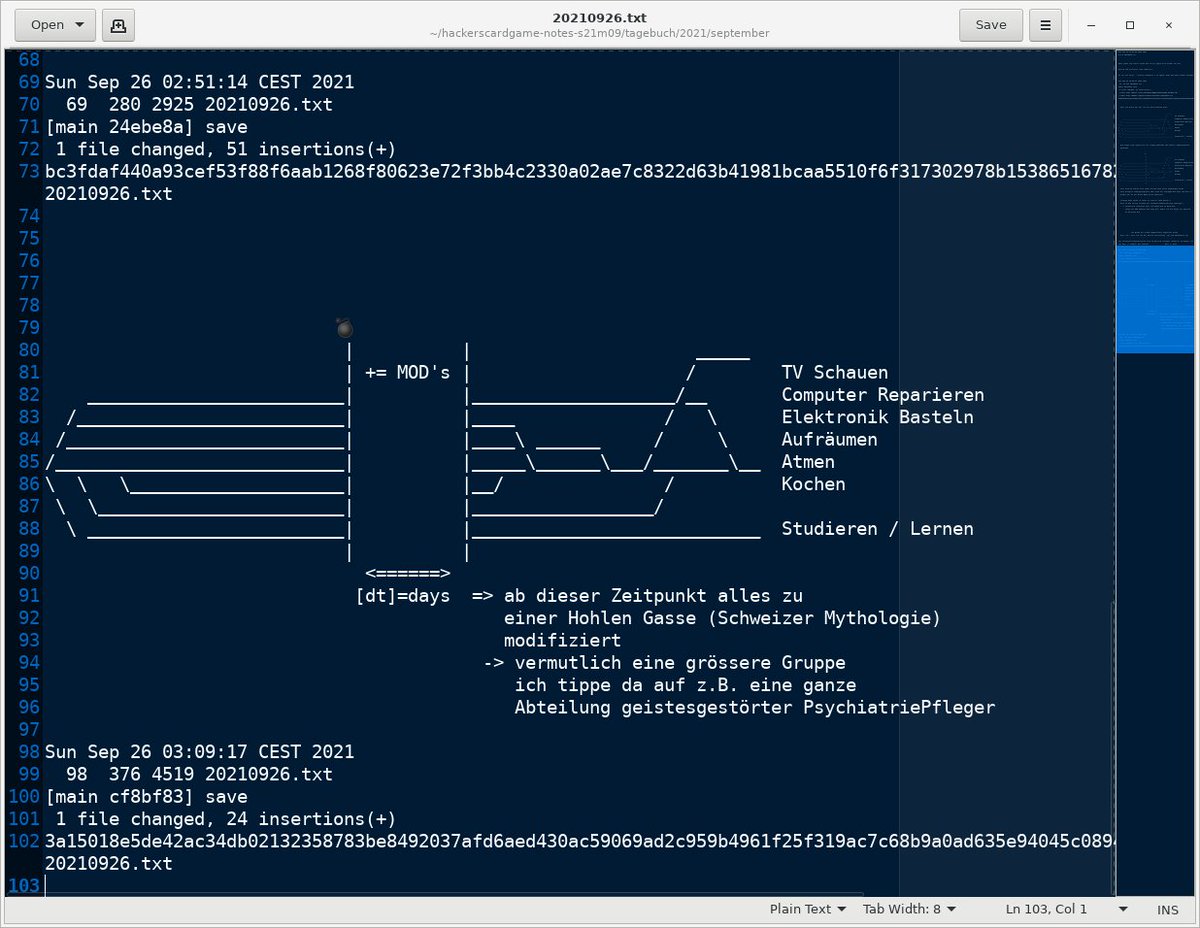 Open
20210926.txt
~/hackerscardgame-notes-s21m09/tagebuch/2021/september
Save
68
69 Sun Sep 26 02:51:14 CEST 2021
70   69  280 2925 20210926.txt
71 [main 24ebe8a] save
72  1 file changed, 51 insertions(+)
73 bc3fdaf440a93cef53f88f6aab1268f80623e72f3bb4c2330a02ae7c8322d63b41981bcaa5510f6f317302978b15386516782
20210926.txt
74
75
76
77
78
79
80
81 += MOD's TV Schauen
82 Computer Reparieren
83 Elektronik Basteln
84 Aufräumen
85 Atmen
86 Kochen
87
88 Studieren / Lernen
89
90 <======>
91 [dt]=days  => ab dieser Zeitpunkt alles zu
92 einer Hohlen Gasse (Schweizer Mythologie)
93 modifiziert
94 -> vermutlich eine grössere Gruppe
95 ich tippe da auf z.B. eine ganze
96 Abteilung geistesgestörter PsychiatriePfleger
97
98 Sun Sep 26 03:09:17 CEST 2021
99   98  376 4519 20210926.txt
100 [main cf8bf83] save
101  1 file changed, 24 insertions(+)
102 3a15018e5de42ac34db02132358783be8492037afd6aed430ac59069ad2c959b4961f25f319ac7c68b9a0ad635e94045c894
20210926.txt
103
Plain Text
Tab Width: 8
Ln 103, Col 1
INS